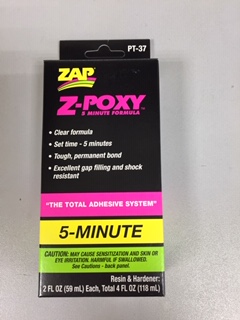 PT-37
ZAP
Z-POXY™
5 MINUTE FORMULA
• Clear formula
• Set time - 5 minutes
• Tough, permanent bond
• Excellent gap filling and shock
resistant
"THE TOTAL ADHESIVE SYSTEM"
5-MINUTE
CAUTION: MAY CAUSE SENSITIZATION AND SKIN OR
EYE IRRITATION. HARMFUL IF SWALLOWED.
See Cautions - back panel.
Resin & Hardener:
2 FL OZ (59 mL) Each, Total 4 FL OZ (118 mL)